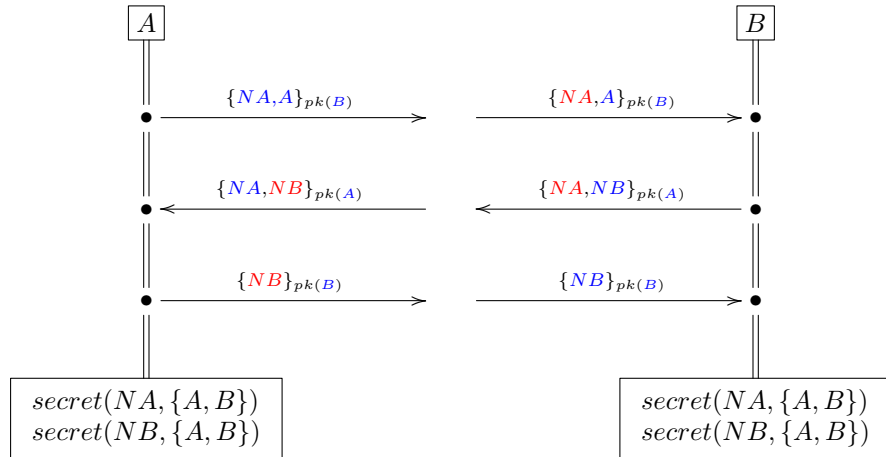 A B
{NA,A}pk(B) {NA,A}pk(B)
{NA,NB}pk(A) {NA,NB}pk(A)
{NB}pk(B) {NB}pk(B)
secret(NA, {A, B}) secret(NA, {A, B})
secret(NB, {A, B}) secret(NB, {A, B})